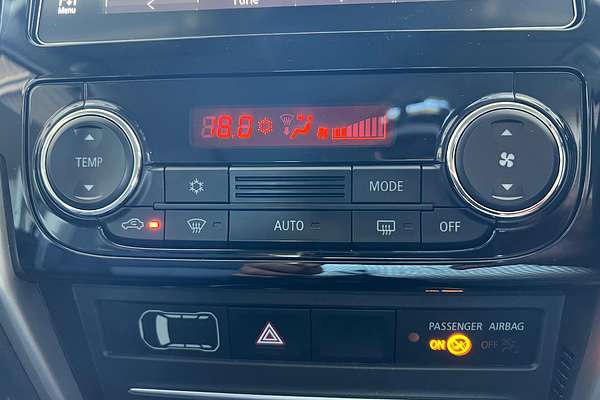 Menu
Tune
18.0
TEMP
MODE
AUTO
OFF
PASSENGER AIRBAG
ON OFF